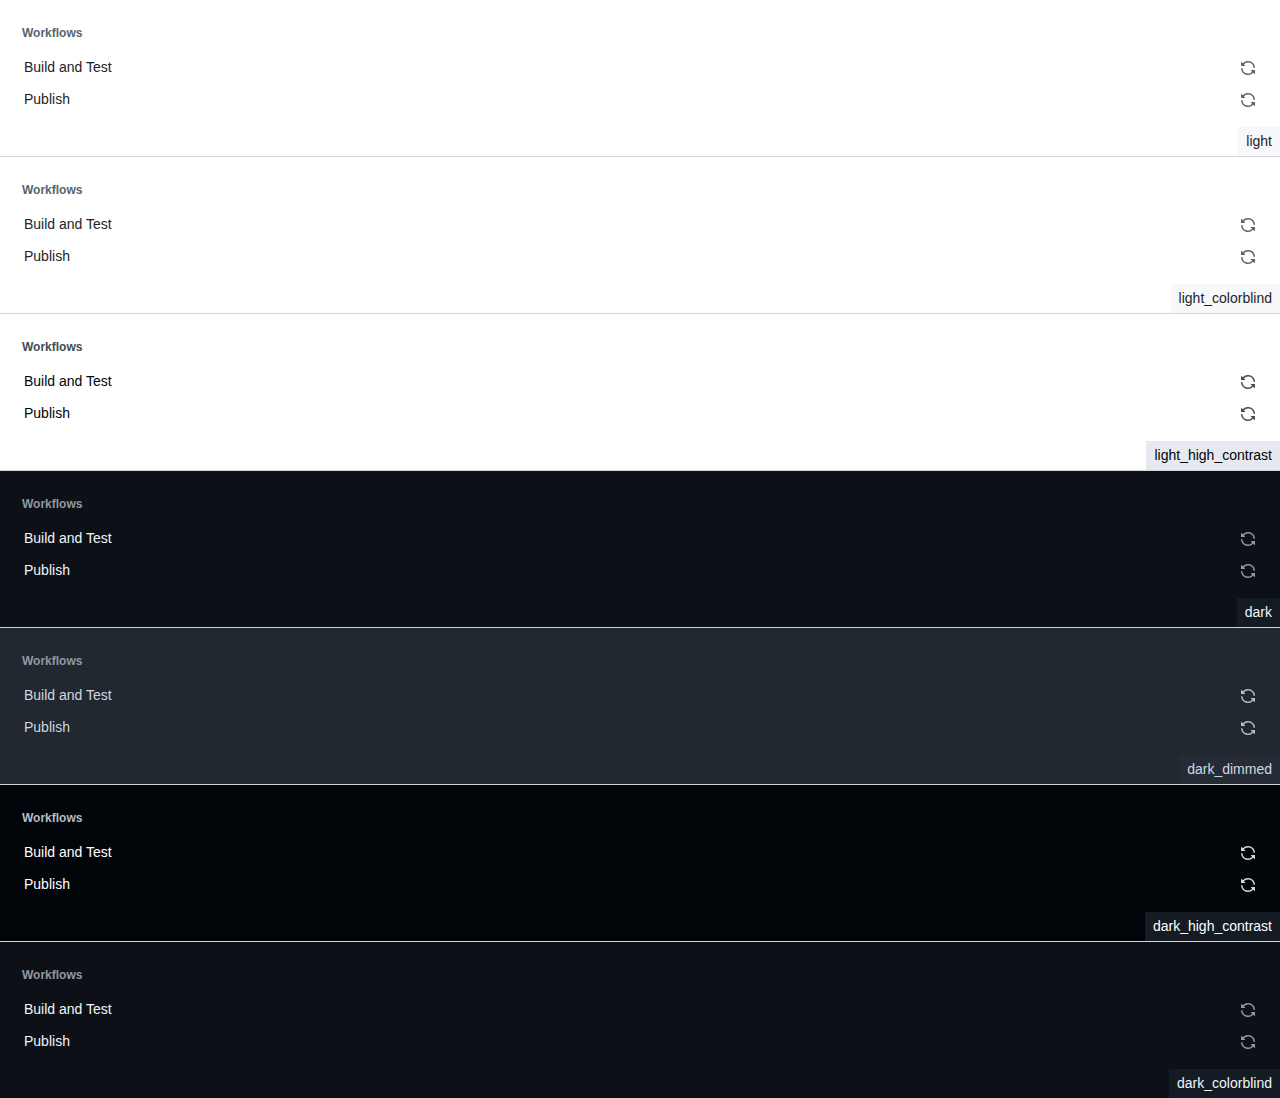 Workflows
Build and Test
Publish
light
Workflows
Build and Test
Publish
light_colorblind
Workflows
Build and Test
Publish
light_high_contrast
Workflows
Build and Test
Publish
dark
Workflows
Build and Test
Publish
dark_dimmed
Workflows
Build and Test
Publish
dark_high_contrast
Workflows
Build and Test
Publish
dark_colorblind